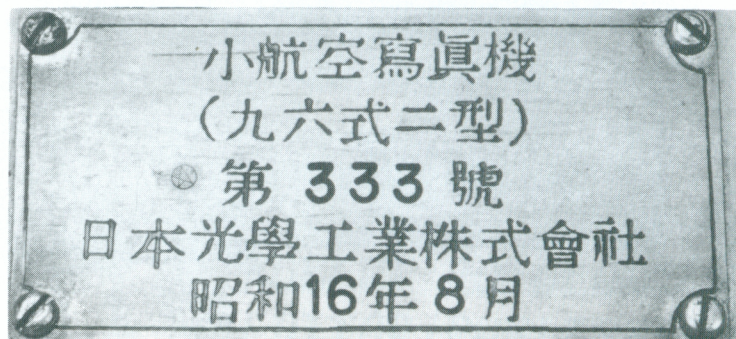 小航空寫眞機
(九六式二型)
第 333 號
日本光學工業株式會社
昭和16年8月